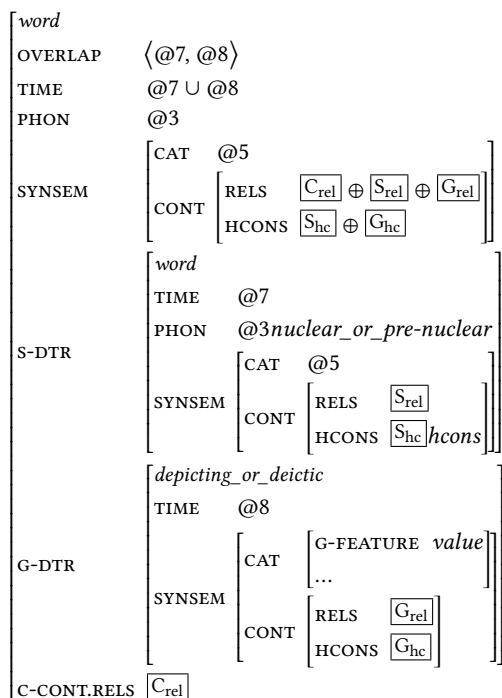 word
OVERLAP ⟨@7, @8⟩
TIME @7 ∪ @8
PHON @3
CAT @5
SYNSEM
RELS C_rel ⊕ S_rel ⊕ G_rel
CONT
HCONS S_hc ⊕ G_hc
word
TIME @7
PHON @3nuclear_or_pre-nuclear
S-DTR
CAT @5
SYNSEM
RELS S_rel
CONT
HCONS S_hc hcons
depicting_or_deictic
TIME @8
G-FEATURE value
CAT
...
G-DTR
SYNSEM
RELS G_rel
CONT
HCONS G_hc
C-CONT.RELS C_rel